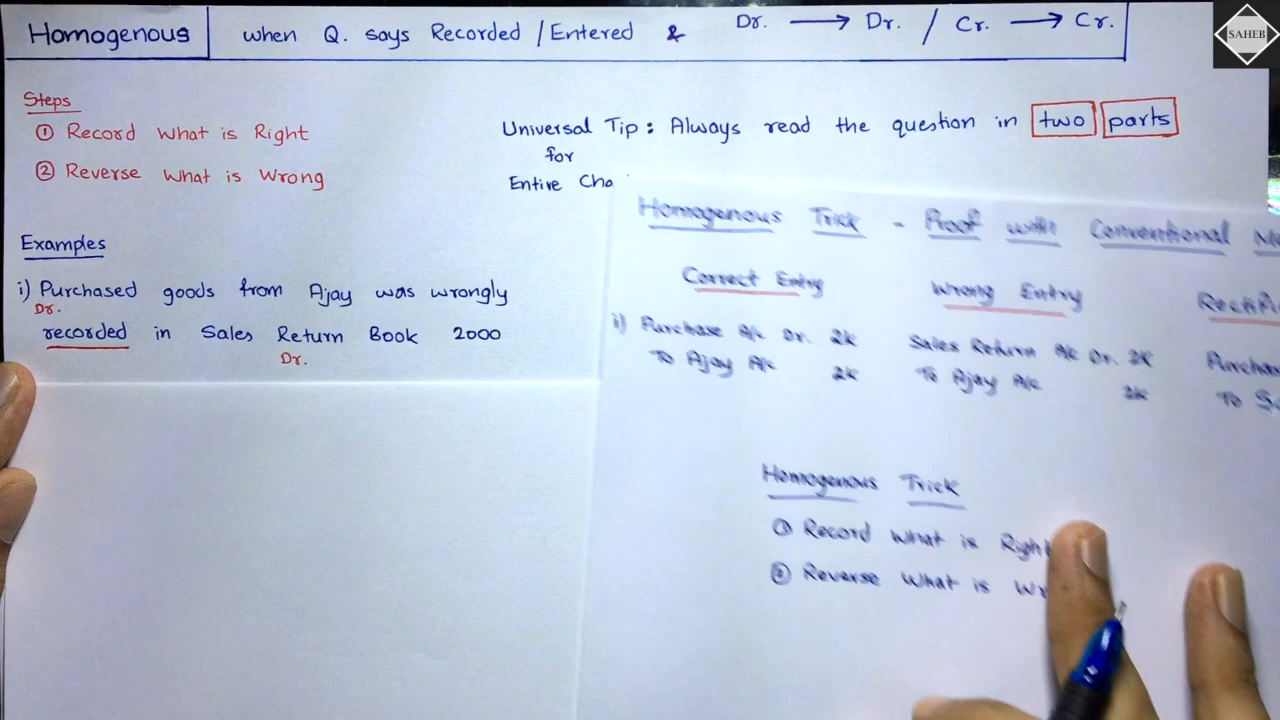 Homogenous when Q. says Recorded / Entered & Dr. → Dr. / Cr. → Cr.
SAHEB
Steps
① Record What is Right
② Reverse What is Wrong
Universal Tip : Always read the question in two parts
for
Entire Cha
Examples
i) Purchased goods from Ajay was wrongly
Dr.
recorded in Sales Return Book 2000
Dr.
Homogenous Trick - Proof with Conventional
Correct Entry Wrong Entry
i) Purchase A/c Dr. 2k Sales Return A/c Dr. 2k
To Ajay A/c 2k To Ajay A/c 2k To
Homogenous Trick
① Record What is Right
② Reverse What is